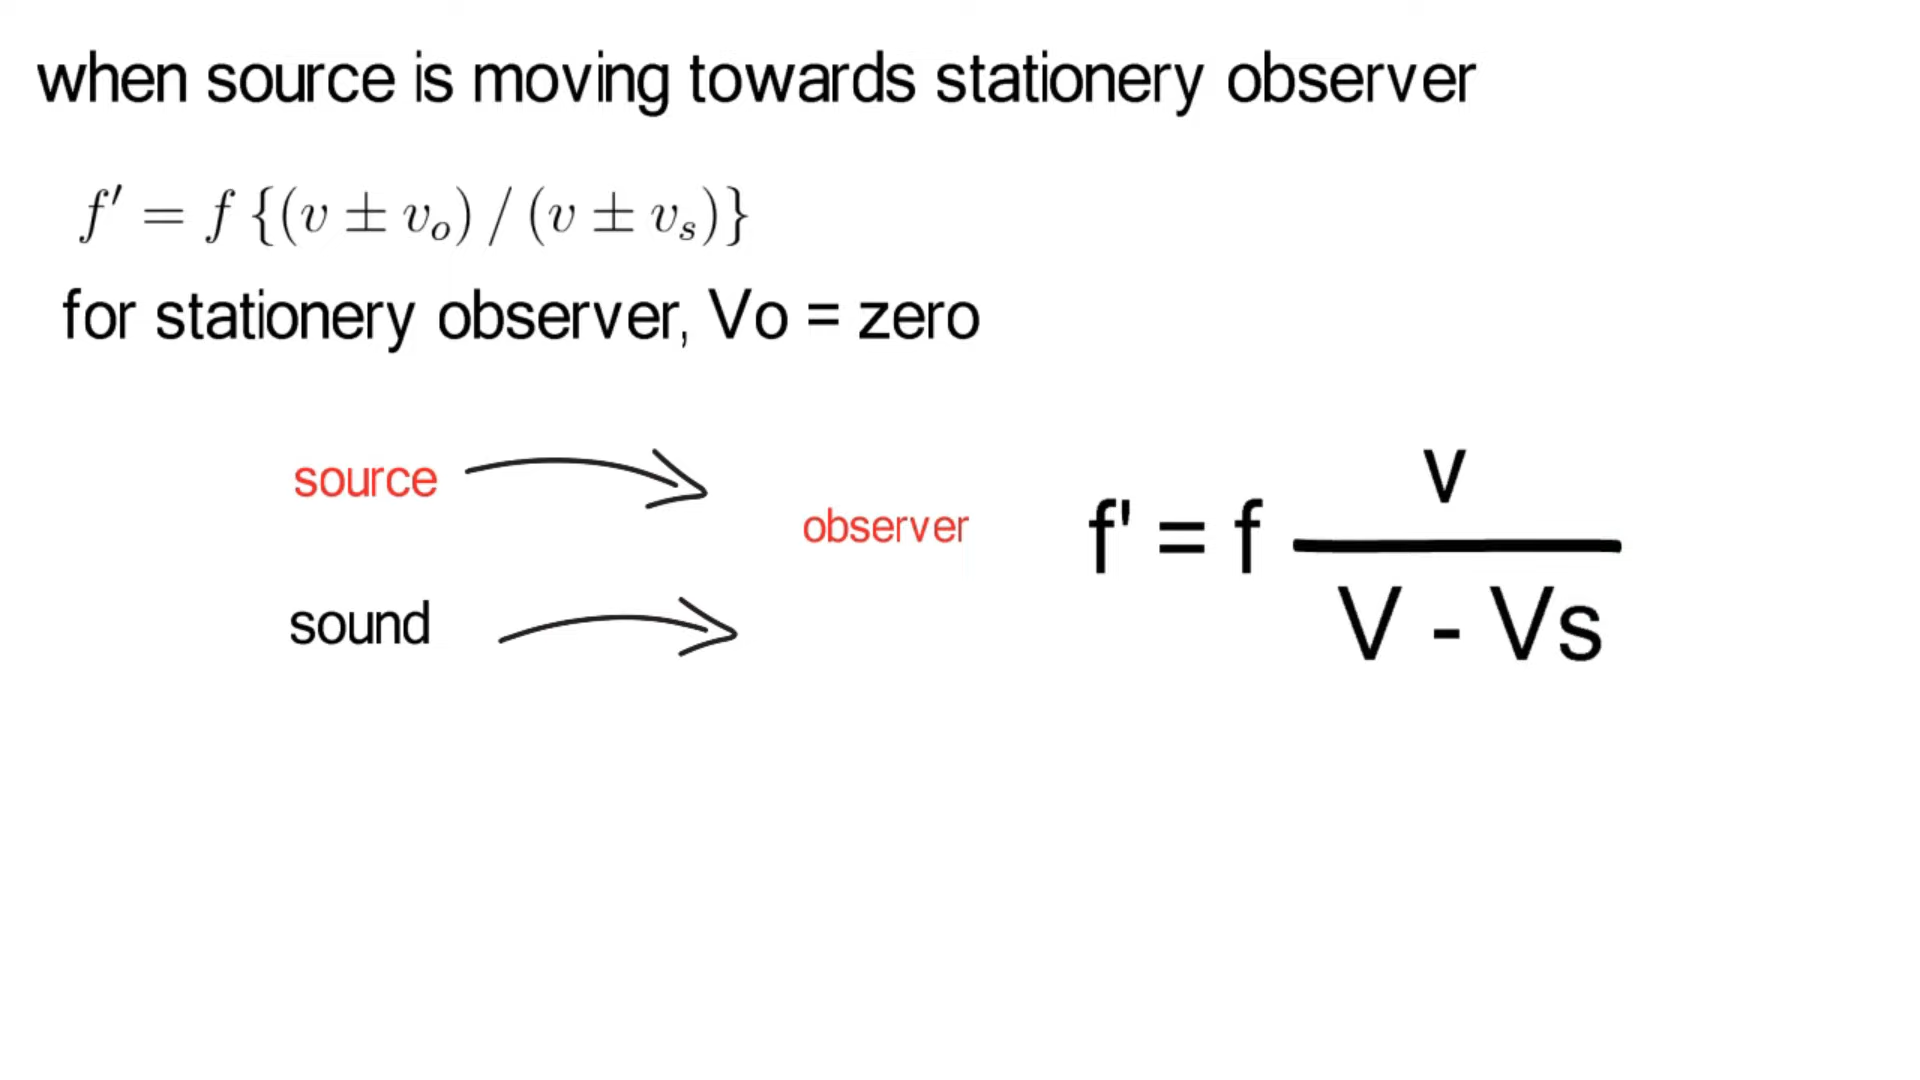 when source is moving towards stationery observer
f′ = f {(v ± vₒ) / (v ± vₛ)}
for stationery observer, Vo = zero
source
observer
sound
f' = f
v
V - Vs